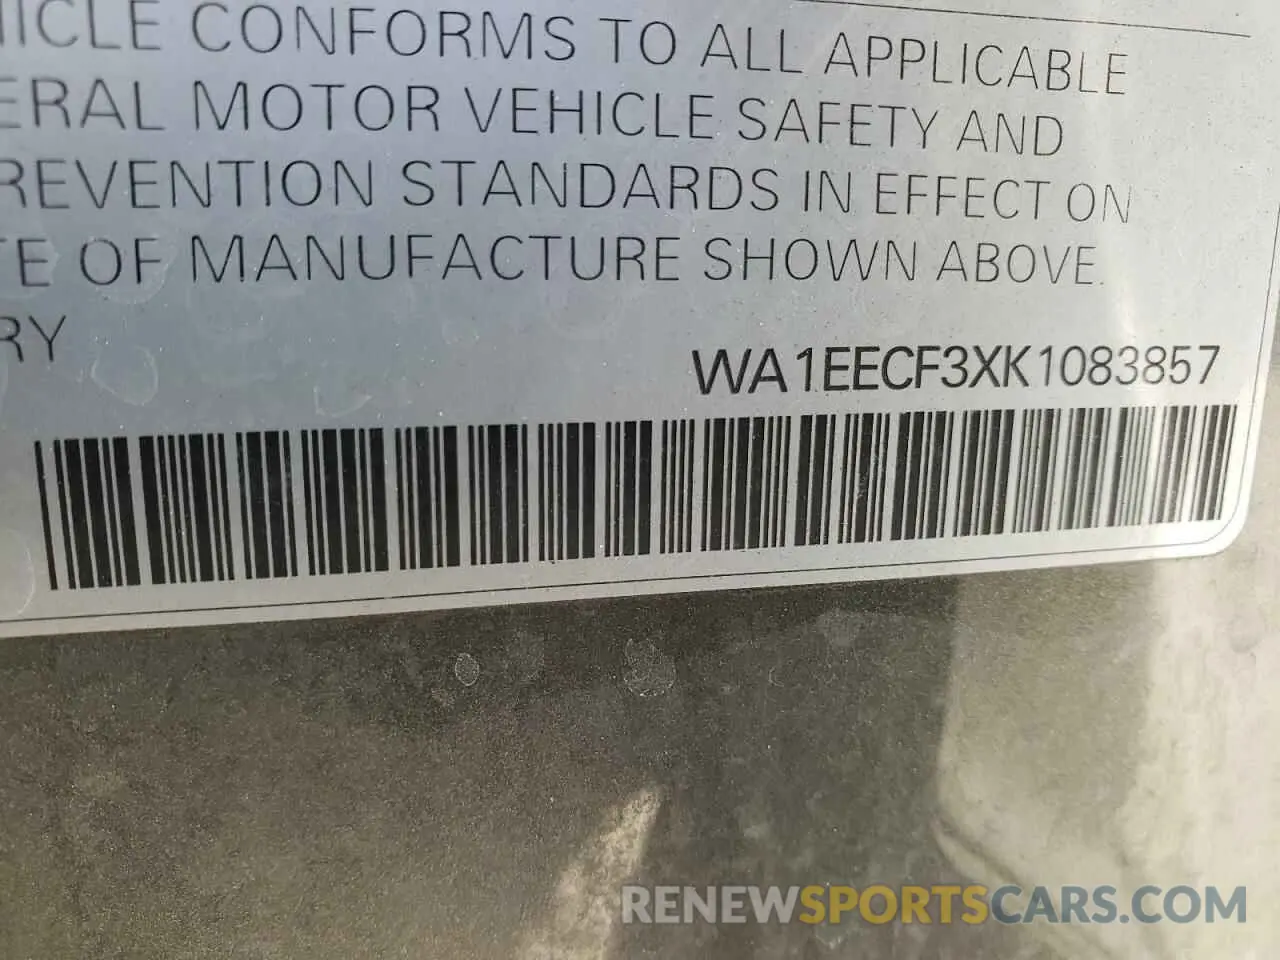 ICLE CONFORMS TO ALL APPLICABLE
ERAL MOTOR VEHICLE SAFETY AND
REVENTION STANDARDS IN EFFECT ON
TE OF MANUFACTURE SHOWN ABOVE.
RY
WA1EECF3XK1083857
RENEWSPORTSCARS.COM